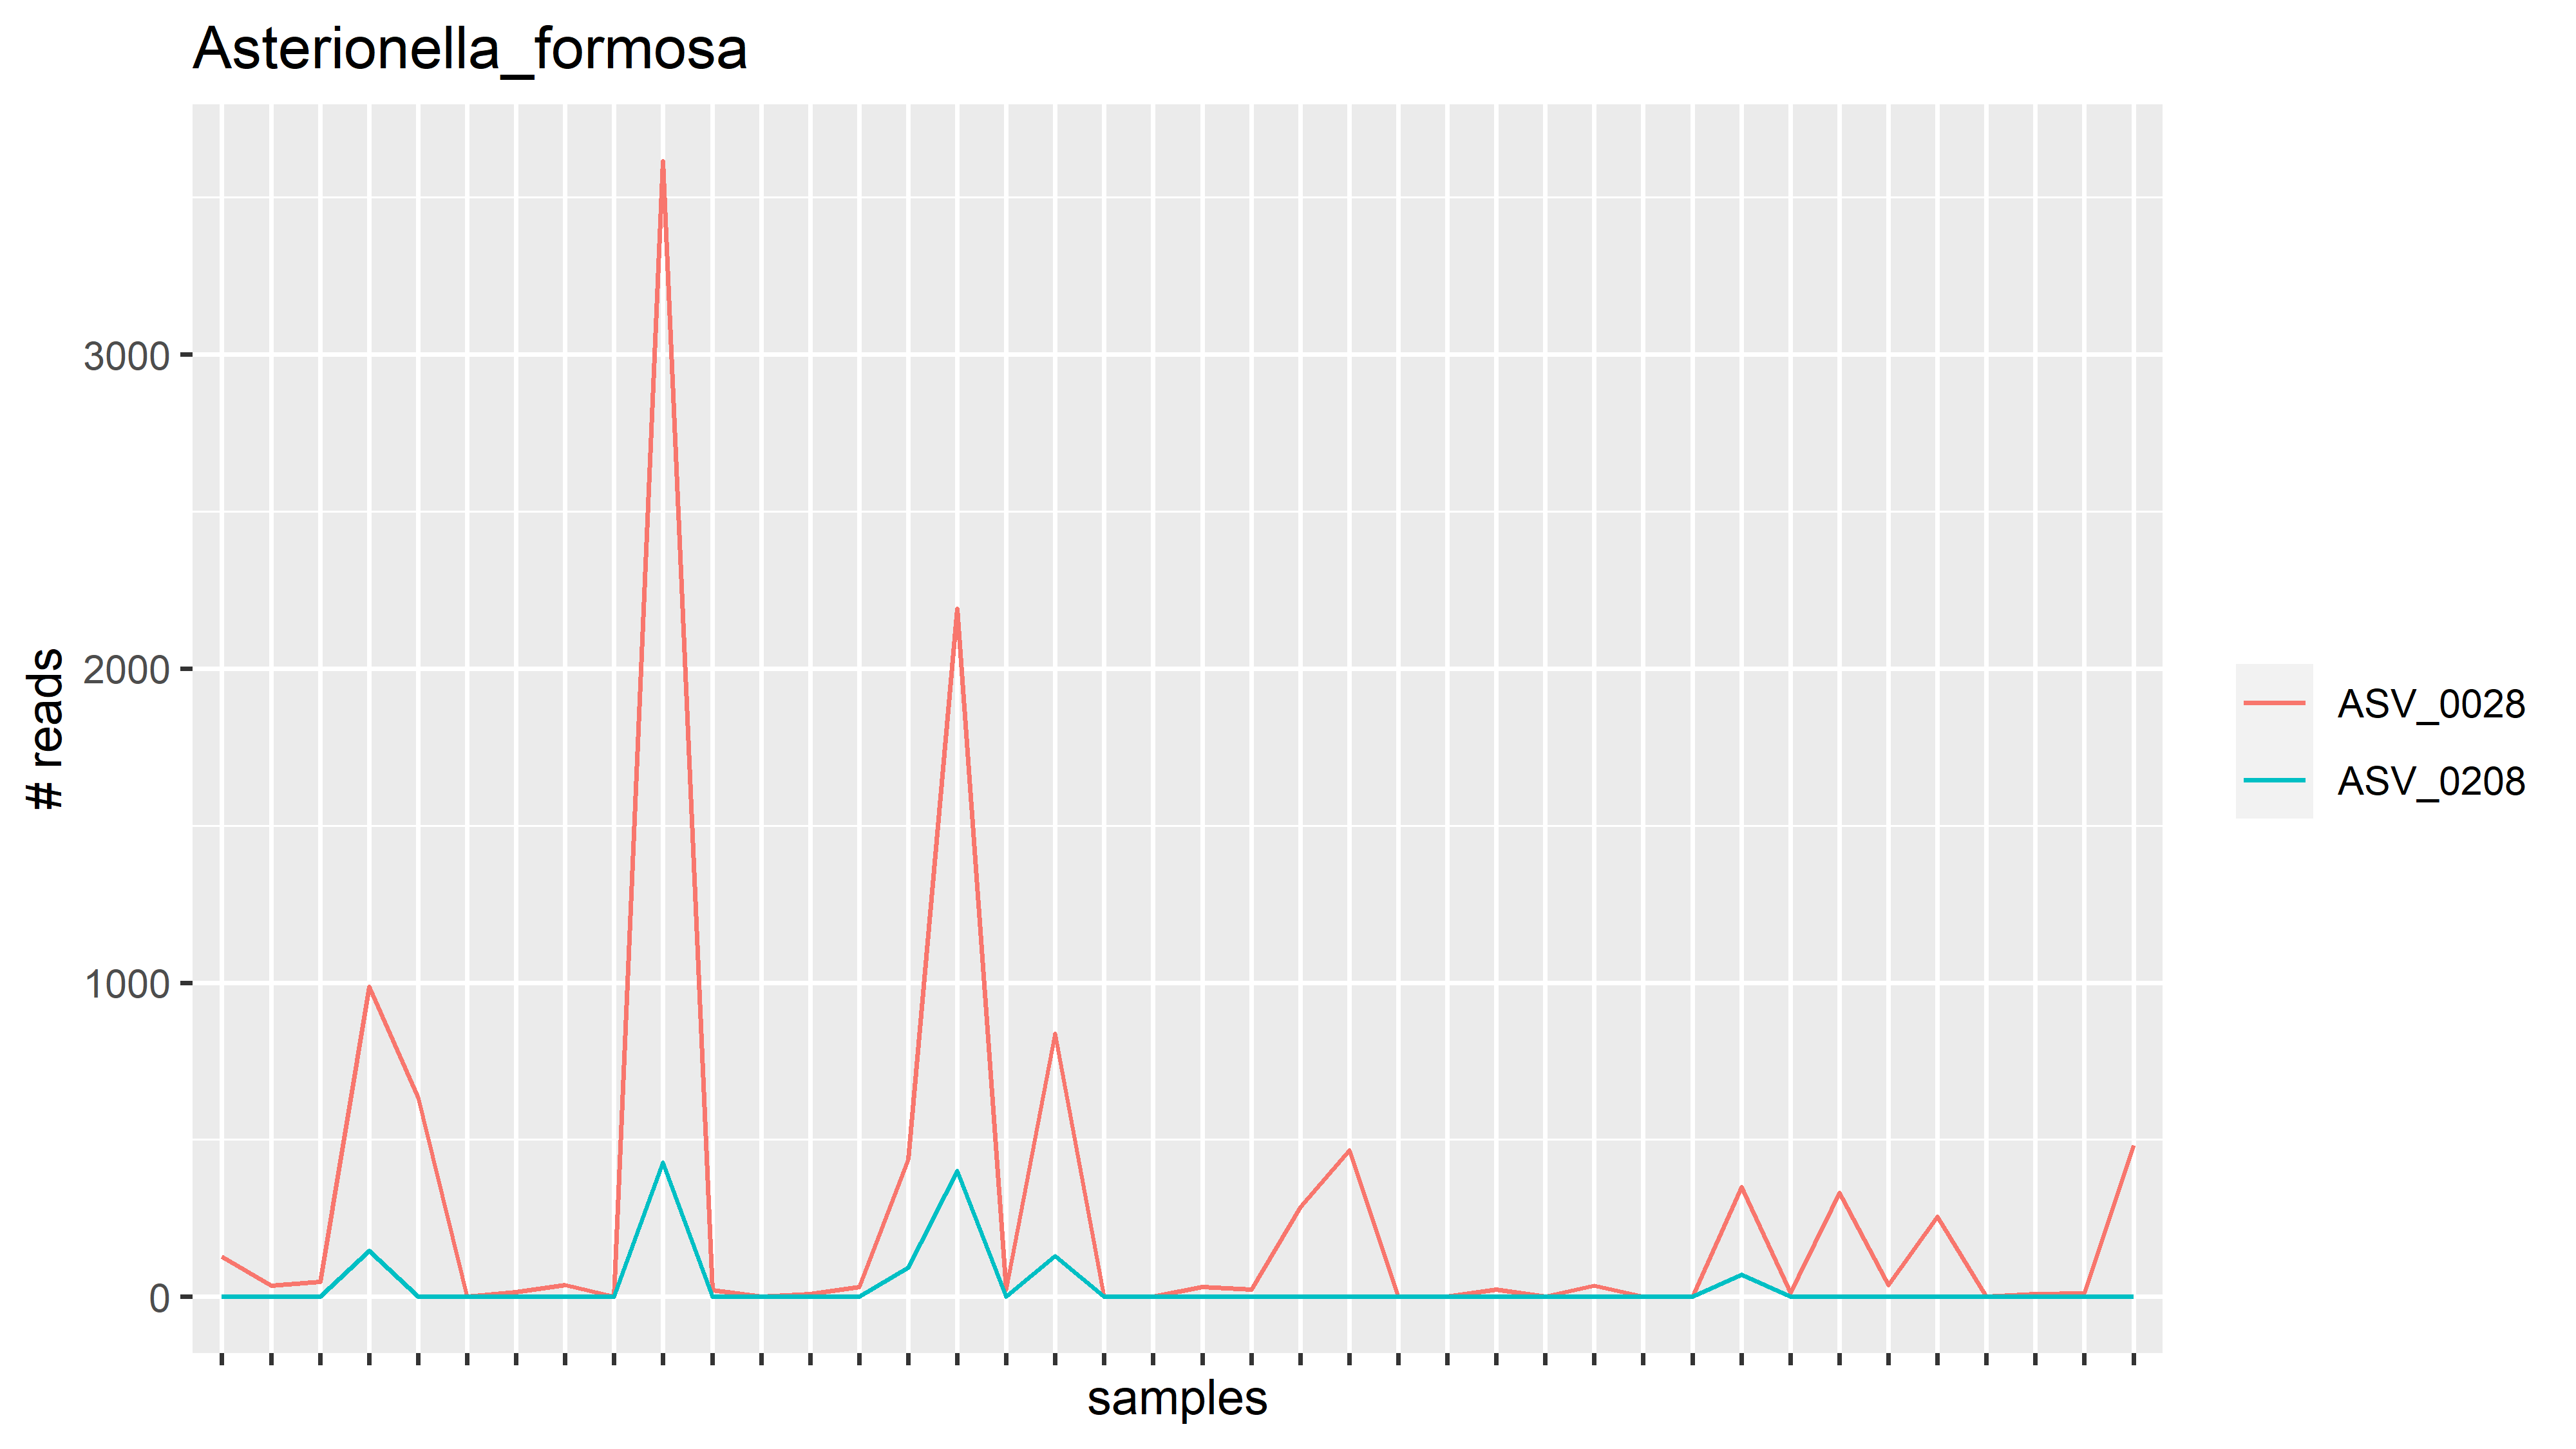 Asterionella_formosa
# reads
3000
2000
1000
0
samples
ASV_0028
ASV_0208